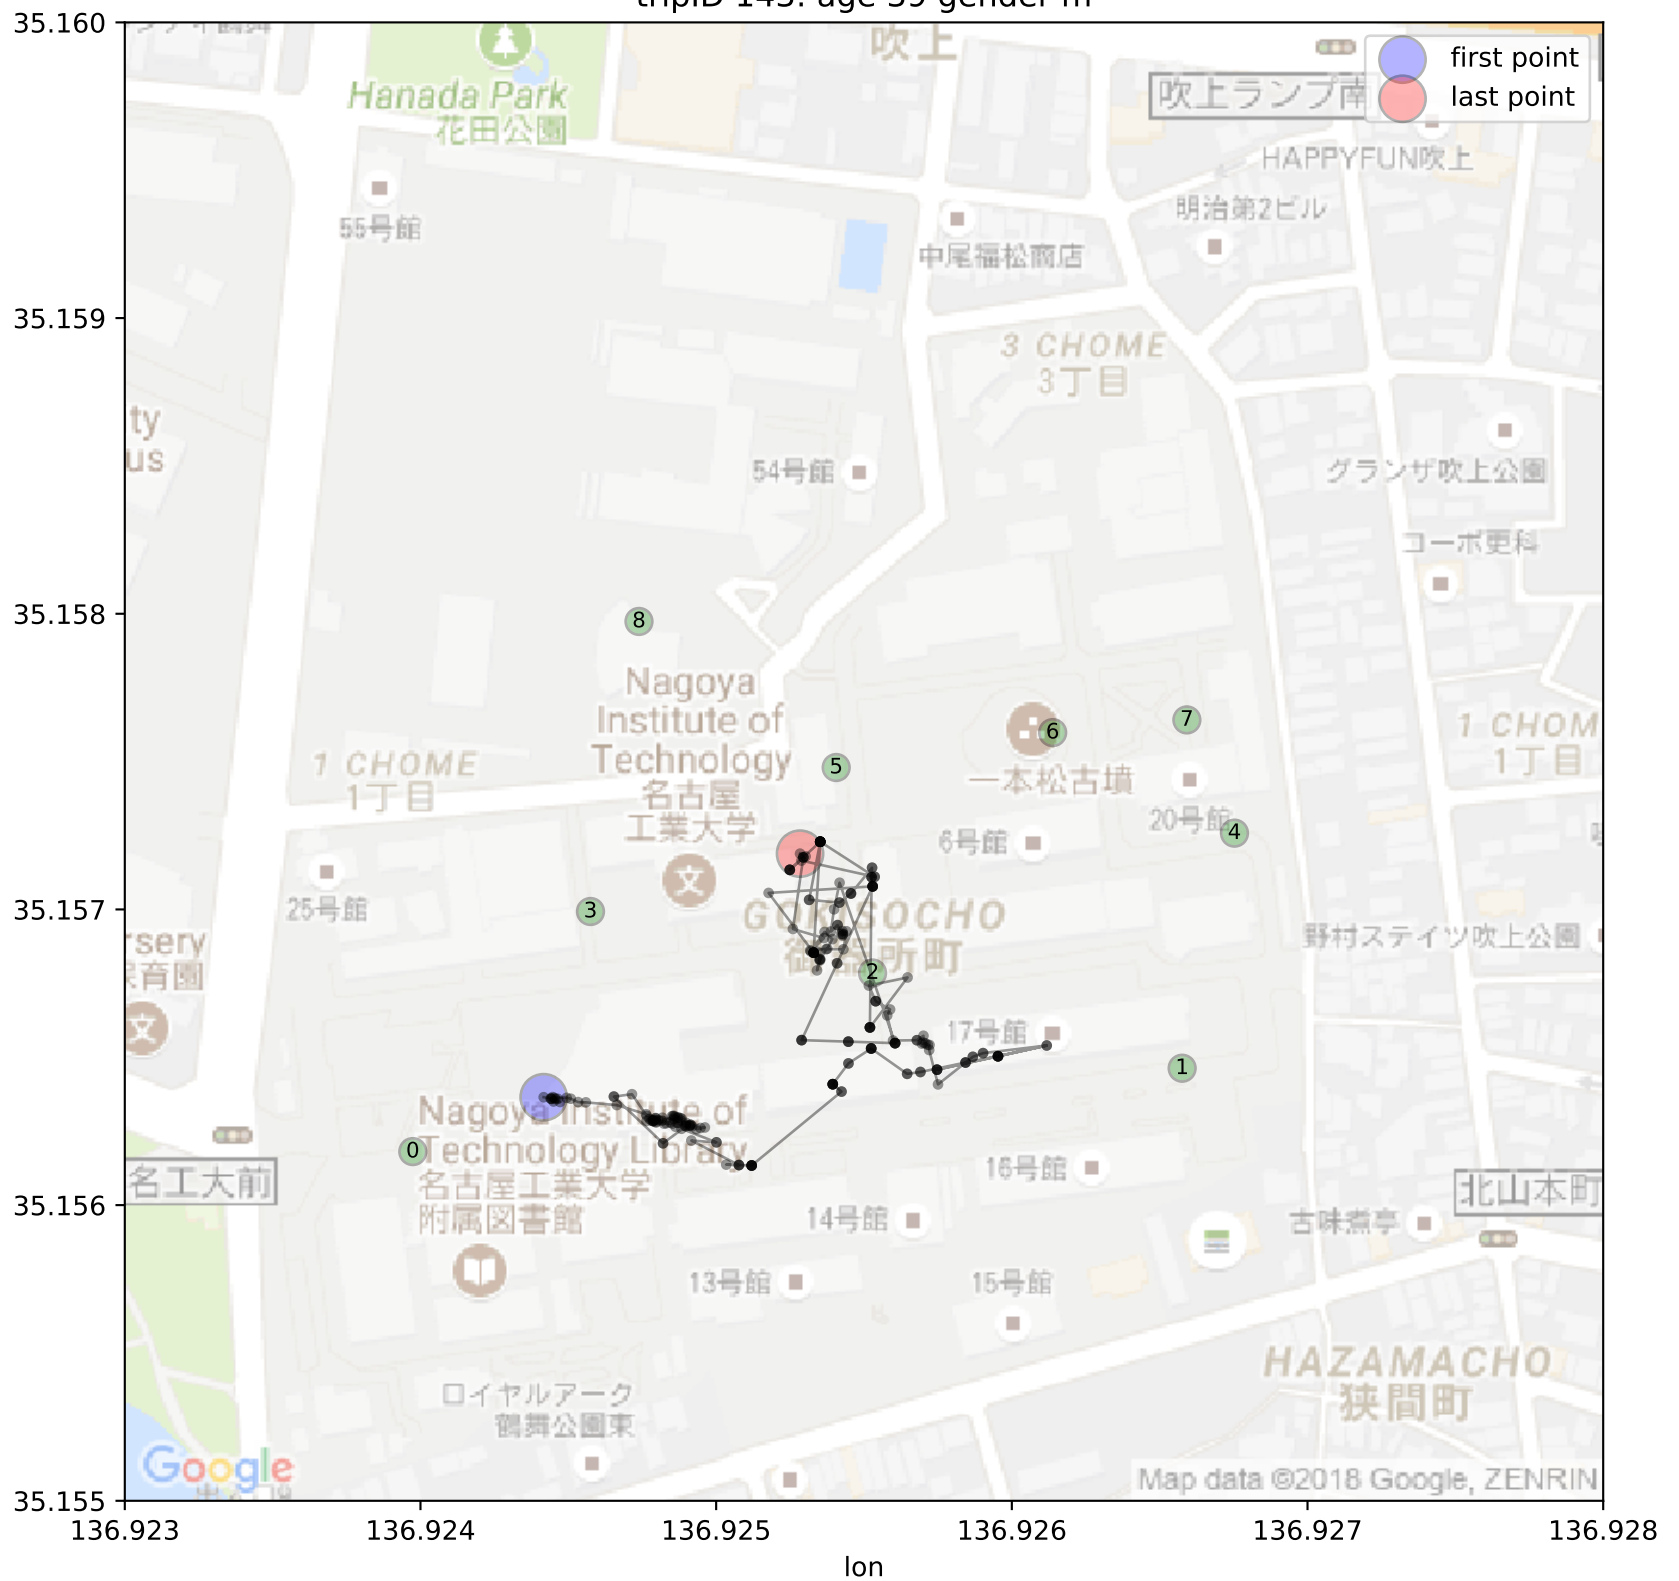 35.160
35.159
35.158
35.157
35.156
35.155
136.923
136.924
136.925
136.926
136.927
136.928
lon
first point
last point
吹上
吹上ランプ南
Hanada Park
花田公園
HAPPYFUN吹上
明治第2ビル
55号館
中尾福松商店
3 CHOME
3丁目
ty
us
54号館
グランザ吹上公園
コーポ更科
8
Nagoya
Institute of
Technology
名古屋
工業大学
7
6
1 CHOM
1丁目
1 CHOME
1丁目
5
一本松古墳
20号館
4
6号館
25号館
3
GOKISOCHO
御器所町
野村ステイツ吹上公園
rsery
保育園
2
17号館
1
Nagoya Institute of
Technology Library
名古屋工業大学
附属図書館
0
名工大前
16号館
北山本町
14号館
古味煮亭
13号館
15号館
HAZAMACHO
狭間町
ロイヤルアーク
鶴舞公園東
Google
Map data ©2018 Google, ZENRIN